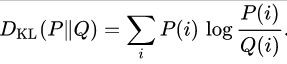 D_KL(P‖Q) = ∑_i P(i) log P(i)/Q(i).